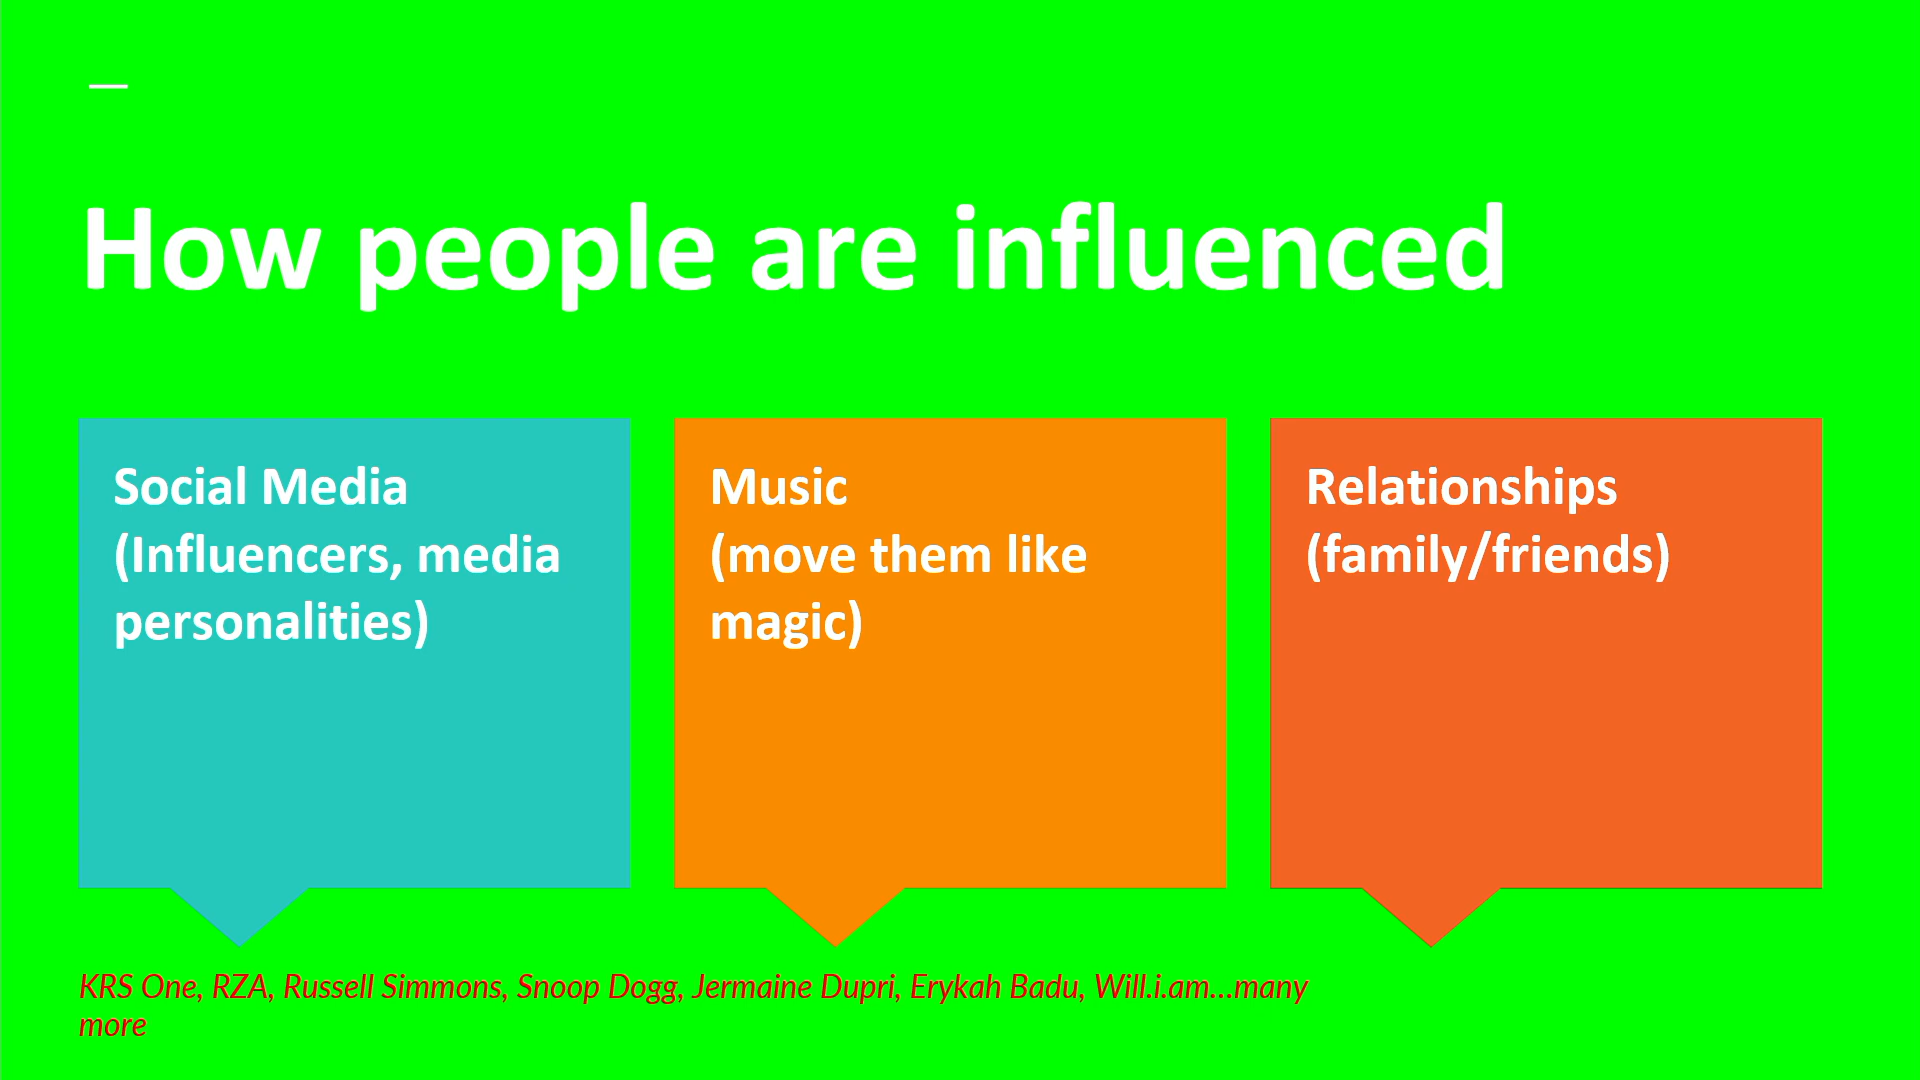 How people are influenced
Social Media
(Influencers, media
personalities)
Music
(move them like
magic)
Relationships
(family/friends)
KRS One, RZA, Russell Simmons, Snoop Dogg, Jermaine Dupri, Erykah Badu, Will.i.am...many
more